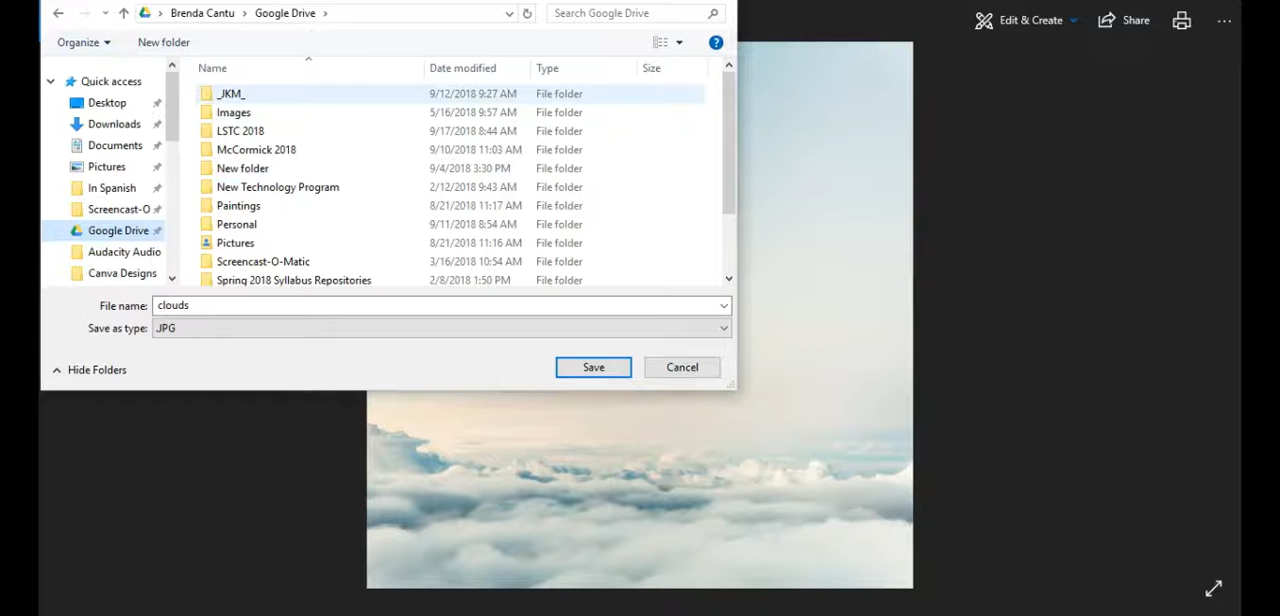 Brenda Cantu > Google Drive >
Search Google Drive
Edit & Create
Share
Organize
New folder
Name
Date modified
Type
Size
Quick access
Desktop
Downloads
Documents
Pictures
In Spanish
Screencast-O
Google Drive
Audacity Audio
Canva Designs
_JKM_ 9/12/2018 9:27 AM File folder
Images 5/16/2018 9:57 AM File folder
LSTC 2018 9/17/2018 8:44 AM File folder
McCormick 2018 9/10/2018 11:03 AM File folder
New folder 9/4/2018 3:30 PM File folder
New Technology Program 2/12/2018 9:43 AM File folder
Paintings 8/21/2018 11:17 AM File folder
Personal 9/11/2018 8:54 AM File folder
Pictures 8/21/2018 11:16 AM File folder
Screencast-O-Matic 3/16/2018 10:54 AM File folder
Spring 2018 Syllabus Repositories 2/8/2018 1:50 PM File folder
File name: clouds
Save as type: .JPG
Hide Folders
Save
Cancel